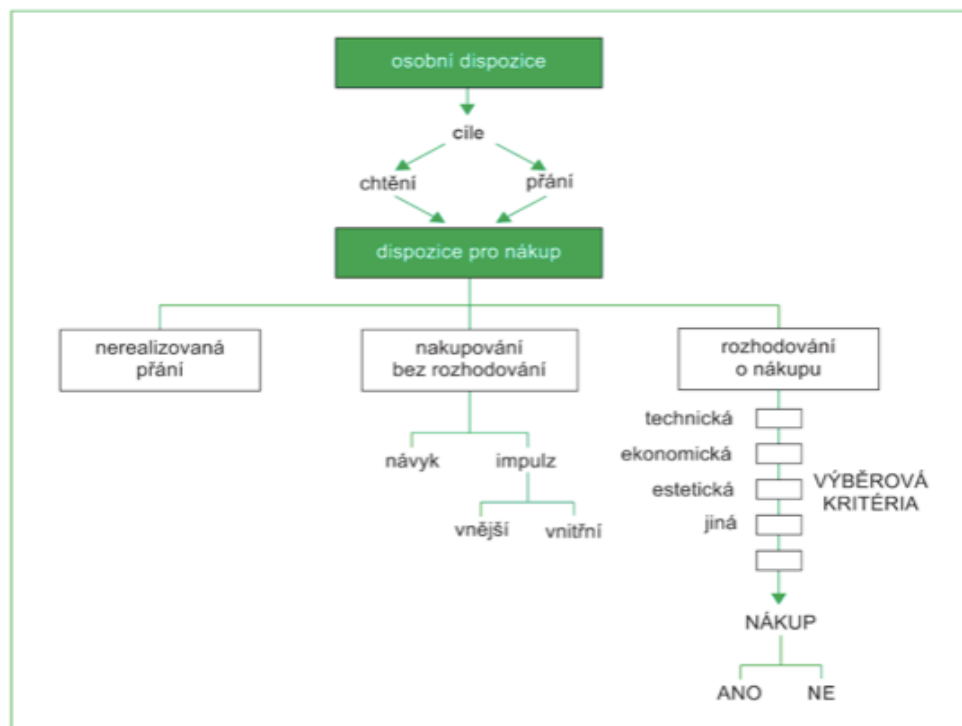 osobní dispozice
cíle
chtění
přání
dispozice pro nákup
nerealizovaná
přání
nakupování
bez rozhodování
rozhodování
o nákupu
technická
ekonomická
estetická
jiná
VÝBĚROVÁ
KRITÉRIA
návyk
impulz
vnější
vnitřní
NÁKUP
ANO
NE